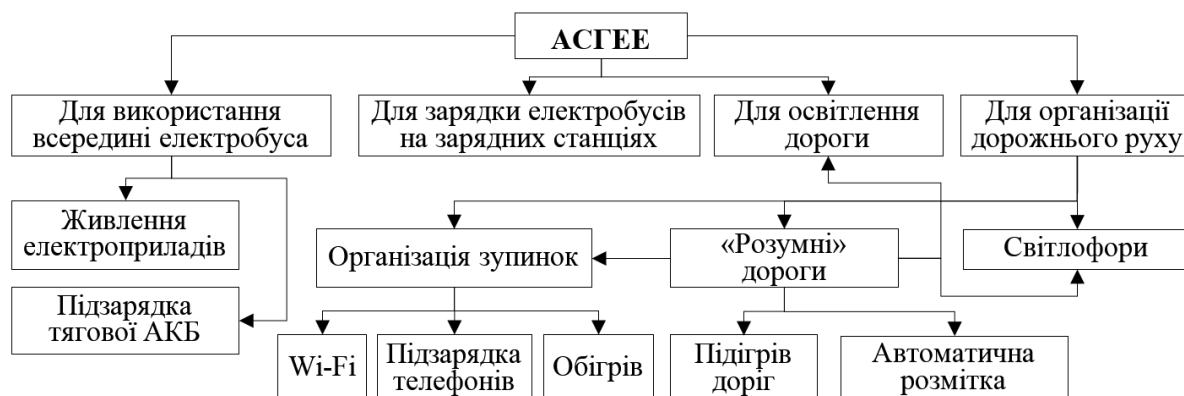 АСГЕЕ
Для використання
всередині електробуса
Для зарядки електробусів
на зарядних станціях
Для освітлення
дороги
Для організації
дорожнього руху
Живлення
електроприладів
Організація зупинок
«Розумні»
дороги
Світлофори
Підзарядка
тягової АКБ
Wi-Fi
Підзарядка
телефонів
Обігрів
Підігрів
доріг
Автоматична
розмітка